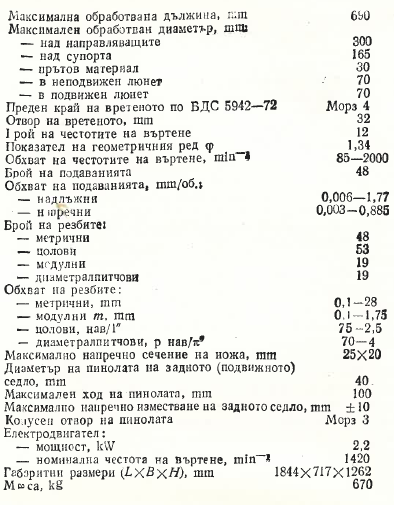 Максимална обработвана дължина, mm 690
Максимален обработван диаметър, mm:
— над направляващите 300
— над супорта 165
— прътов материал 30
— в неподвижен люнет 70
— в подвижен люнет 70
Преден край на вретеното по БДС 5942—72 Морз 4
Отвор на вретеното, mm 32
Брой на честотите на въртене 12
Показател на геометричния ред φ 1,34
Обхват на честотите на въртене, min⁻¹ 85—2000
Брой на подаванията 48
Обхват на подаванията, mm/об.:
— надлъжни 0,006—1,77
— напречни 0,003—0,885
Брой на резбите:
— метрични 48
— цолови 53
— модулни 19
— диаметралпитчови 19
Обхват на резбите:
— метрични, mm 0,1—28
— модулни m, mm 0,1—1,75
— цолови, нав/1″ 75—2,5
— диаметралпитчови, p нав/π″ 70—4
Максимално напречно сечение на ножа, mm 25×20
Диаметър на пинолата на задното (подвижното)
седло, mm 40
Максимален ход на пинолата, mm 100
Максимално напречно изместване на задното седло, mm ±10
Конусен отвор на пинолата Морз 3
Електродвигател:
— мощност, kW 2,2
— номинална честота на въртене, min⁻¹ 1420
Габаритни размери (L×B×H), mm 1844×717×1262
Маса, kg 670